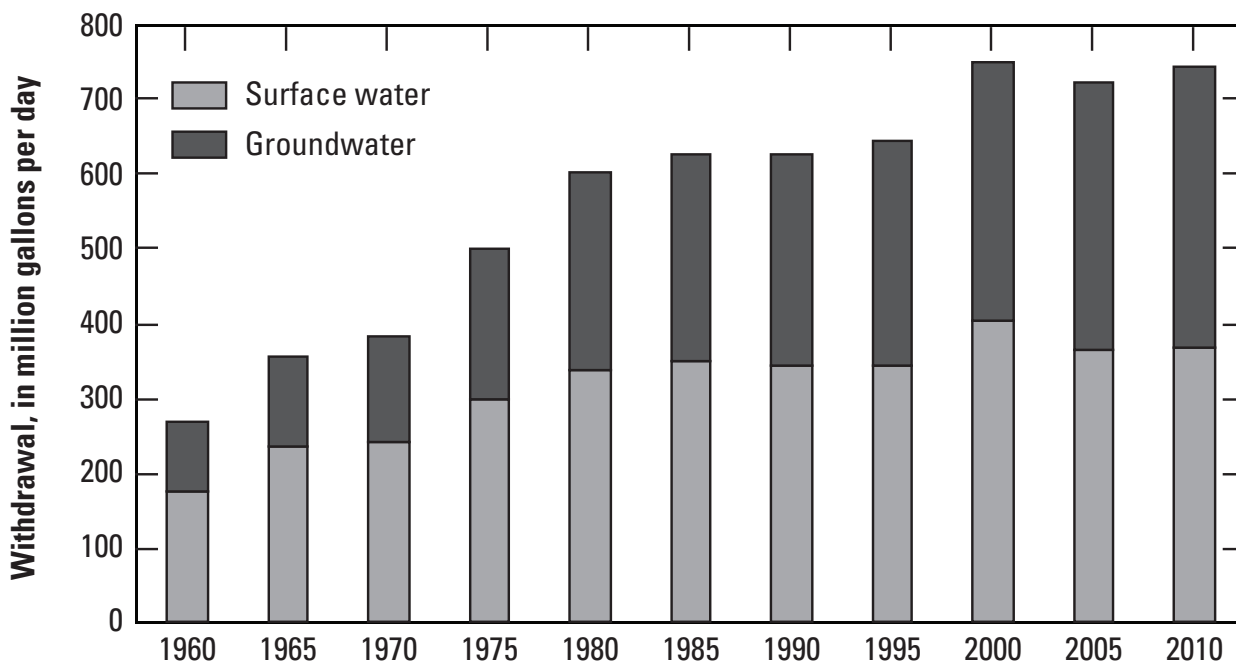 Withdrawal, in million gallons per day
800
700
600
500
400
300
200
100
0
Surface water
Groundwater
1960 1965 1970 1975 1980 1985 1990 1995 2000 2005 2010